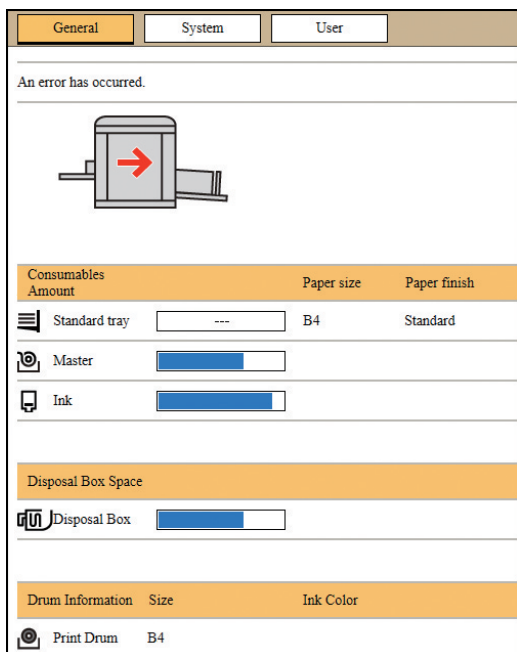 General System User
An error has occurred.
Consumables
Amount Paper size Paper finish
Standard tray --- B4 Standard
Master
Ink
Disposal Box Space
Disposal Box
Drum Information Size Ink Color
Print Drum B4